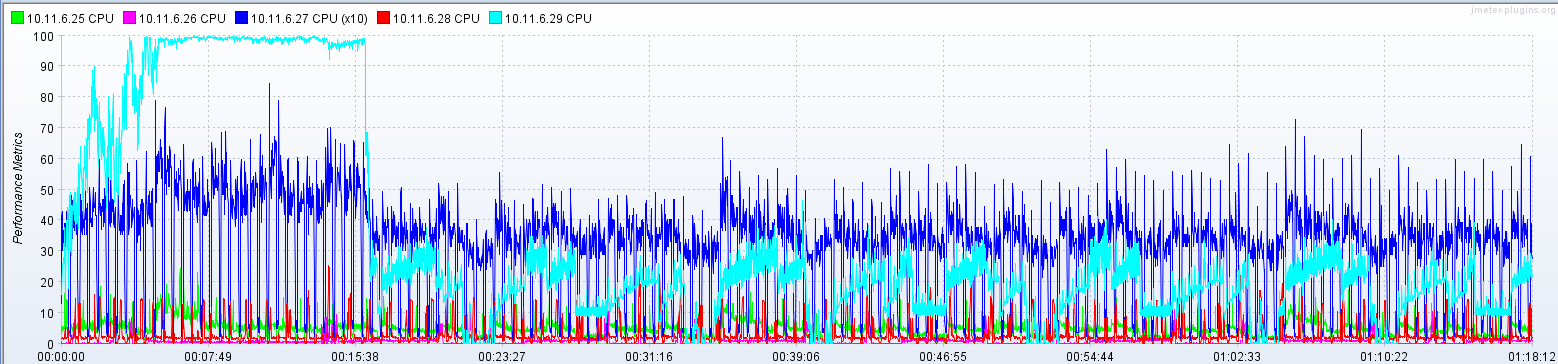 10.11.6.25 CPU 10.11.6.26 CPU 10.11.6.27 CPU (x10) 10.11.6.28 CPU 10.11.6.29 CPU
jmeter-plugins.org
100
90
80
70
60
50
40
30
20
10
0
Performance Metrics
00:00:00 00:07:49 00:15:38 00:23:27 00:31:16 00:39:06 00:46:55 00:54:44 01:02:33 01:10:22 01:18:12